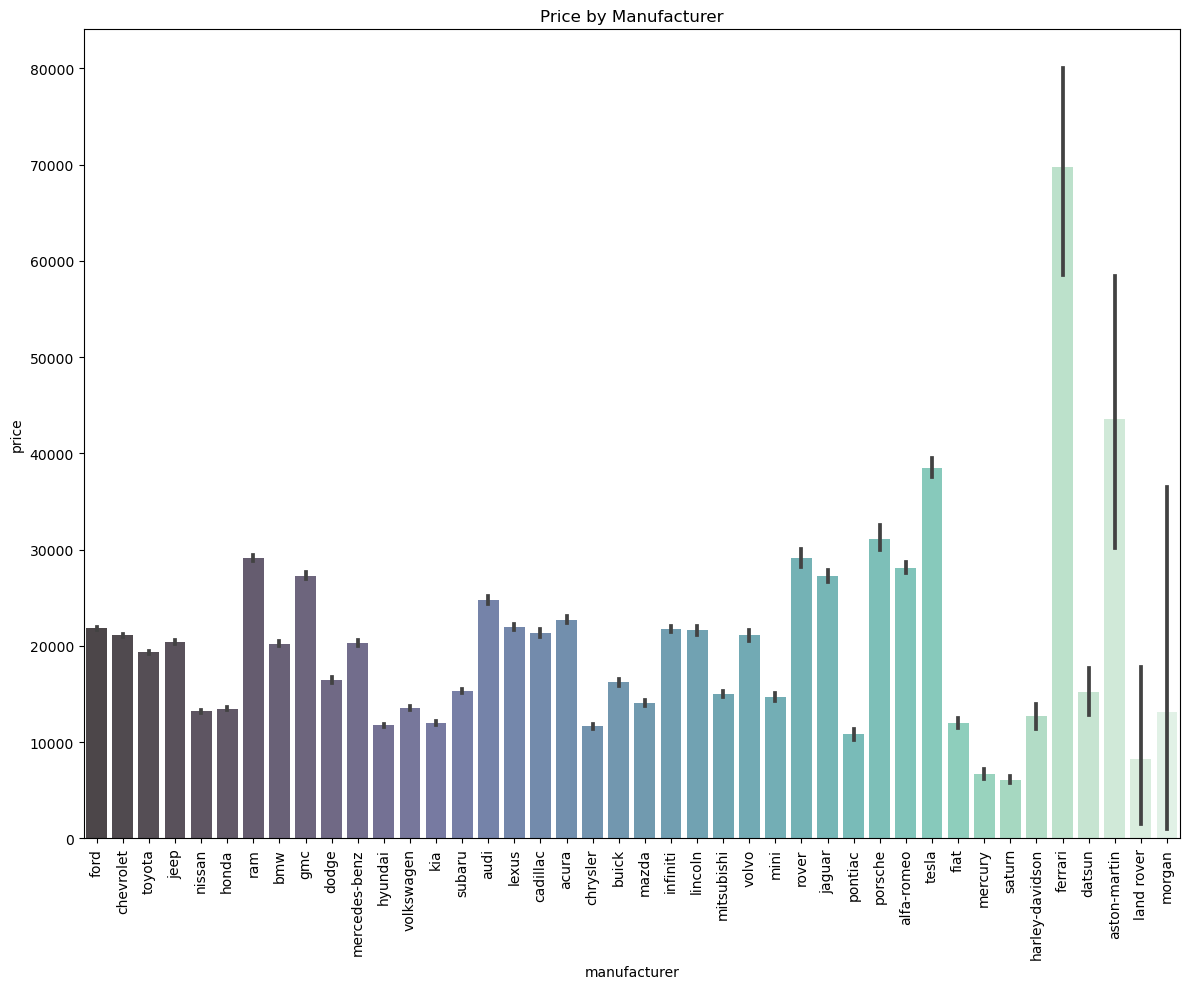 Price by Manufacturer
80000
70000
60000
50000
40000
30000
20000
10000
0
price
ford
chevrolet
toyota
jeep
nissan
honda
ram
bmw
gmc
dodge
mercedes-benz
hyundai
volkswagen
kia
subaru
audi
lexus
cadillac
acura
chrysler
buick
mazda
infiniti
lincoln
mitsubishi
volvo
mini
rover
jaguar
pontiac
porsche
alfa-romeo
tesla
fiat
mercury
saturn
harley-davidson
ferrari
datsun
aston-martin
land rover
morgan
manufacturer